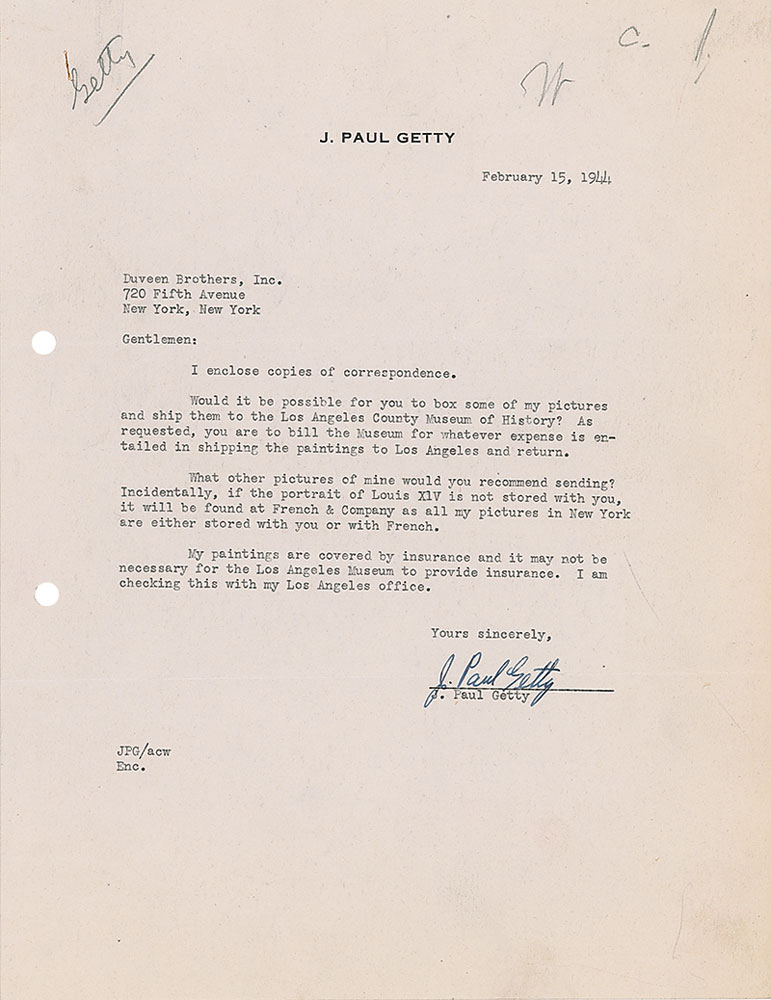 Getty
C.
J. PAUL GETTY
February 15, 1944
Duveen Brothers, Inc.
720 Fifth Avenue
New York, New York
Gentlemen:
I enclose copies of correspondence.
Would it be possible for you to box some of my pictures
and ship them to the Los Angeles County Museum of History? As
requested, you are to bill the Museum for whatever expense is en-
tailed in shipping the paintings to Los Angeles and return.
What other pictures of mine would you recommend sending?
Incidentally, if the portrait of Louis XlV is not stored with you,
it will be found at French & Company as all my pictures in New York
are either stored with you or with French.
My paintings are covered by insurance and it may not be
necessary for the Los Angeles Museum to provide insurance. I am
checking this with my Los Angeles office.
Yours sincerely,
J. Paul Getty
J. Paul Getty
JPG/acw
Enc.